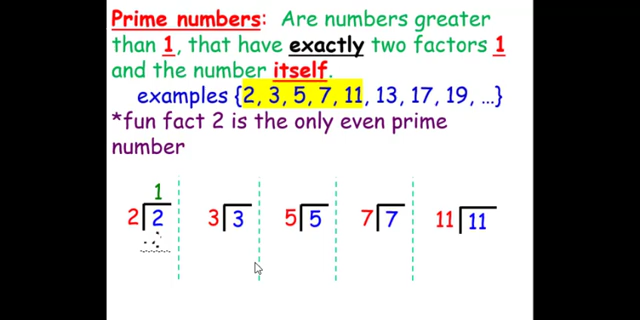 Prime numbers: Are numbers greater
than 1, that have exactly two factors 1
and the number itself.
examples {2, 3, 5, 7, 11, 13, 17, 19, ...}
*fun fact 2 is the only even prime
number
1
2 2 3 3 5 5 7 7 11 11